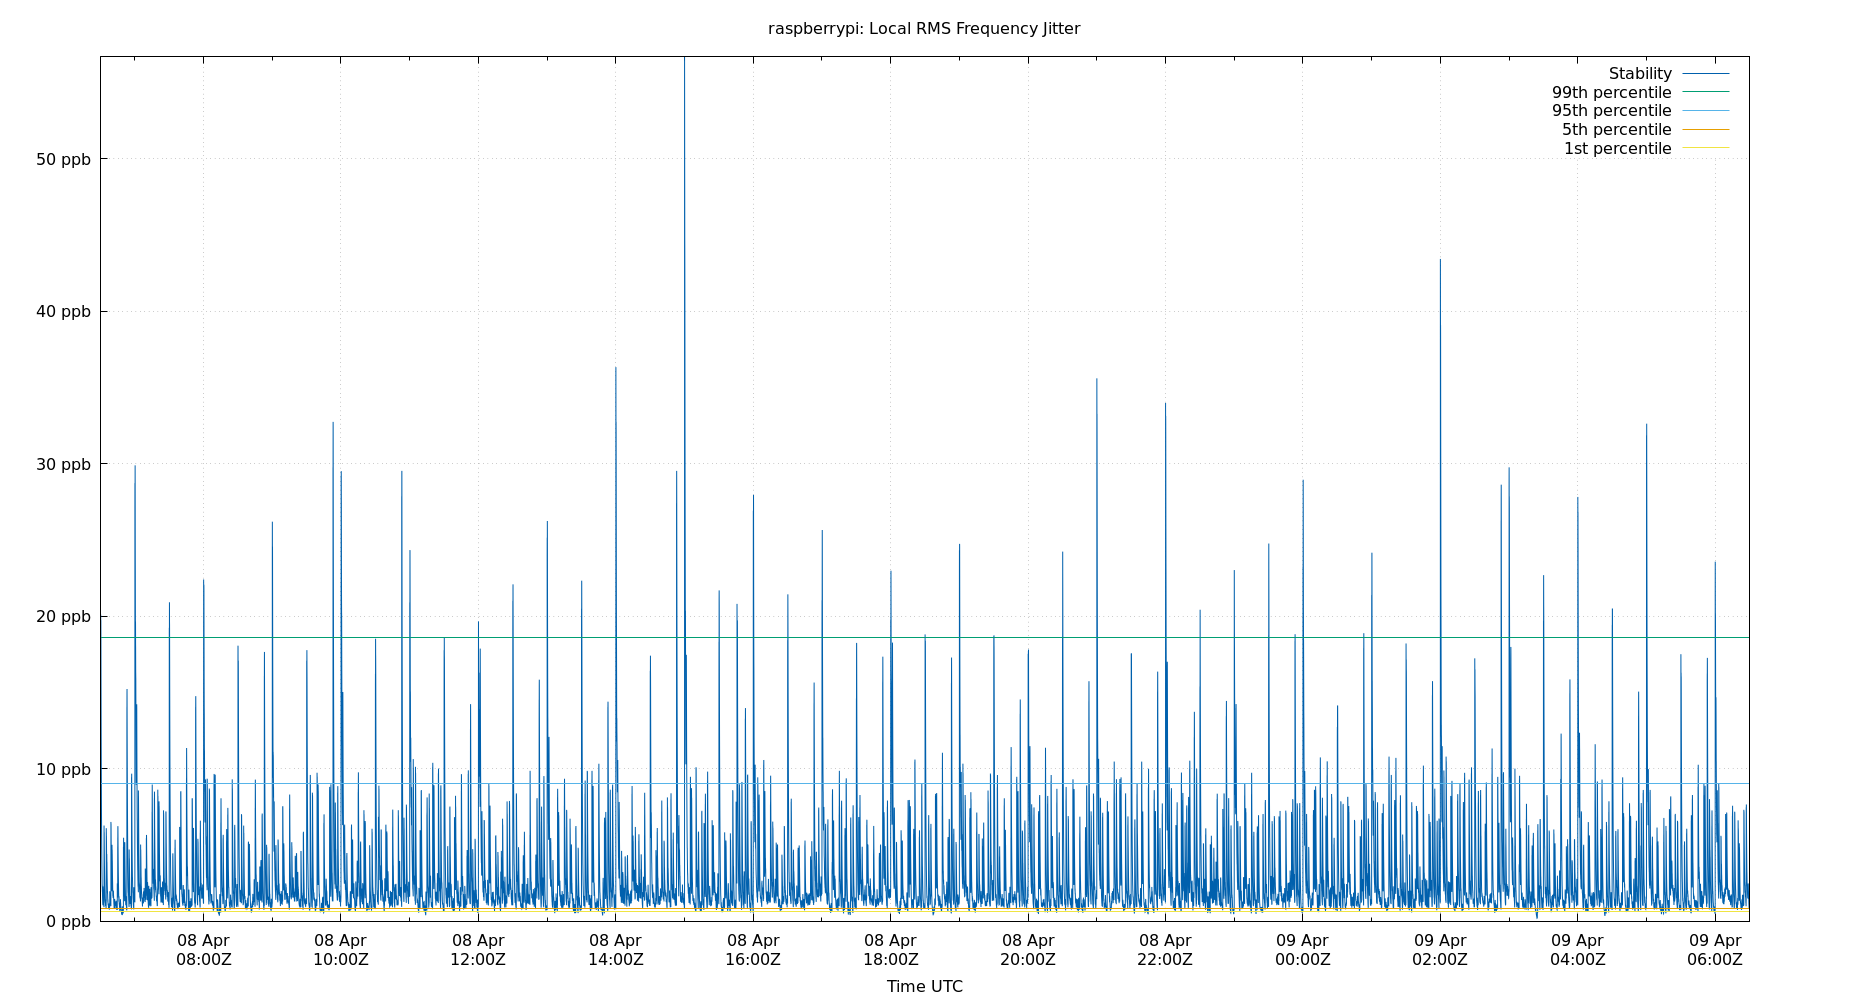 raspberrypi: Local RMS Frequency Jitter
Stability
99th percentile
95th percentile
5th percentile
1st percentile
50 ppb
40 ppb
30 ppb
20 ppb
10 ppb
0 ppb
08 Apr 08 Apr 08 Apr 08 Apr 08 Apr 08 Apr 08 Apr 08 Apr 09 Apr 09 Apr 09 Apr 09 Apr
08:00Z 10:00Z 12:00Z 14:00Z 16:00Z 18:00Z 20:00Z 22:00Z 00:00Z 02:00Z 04:00Z 06:00Z
Time UTC